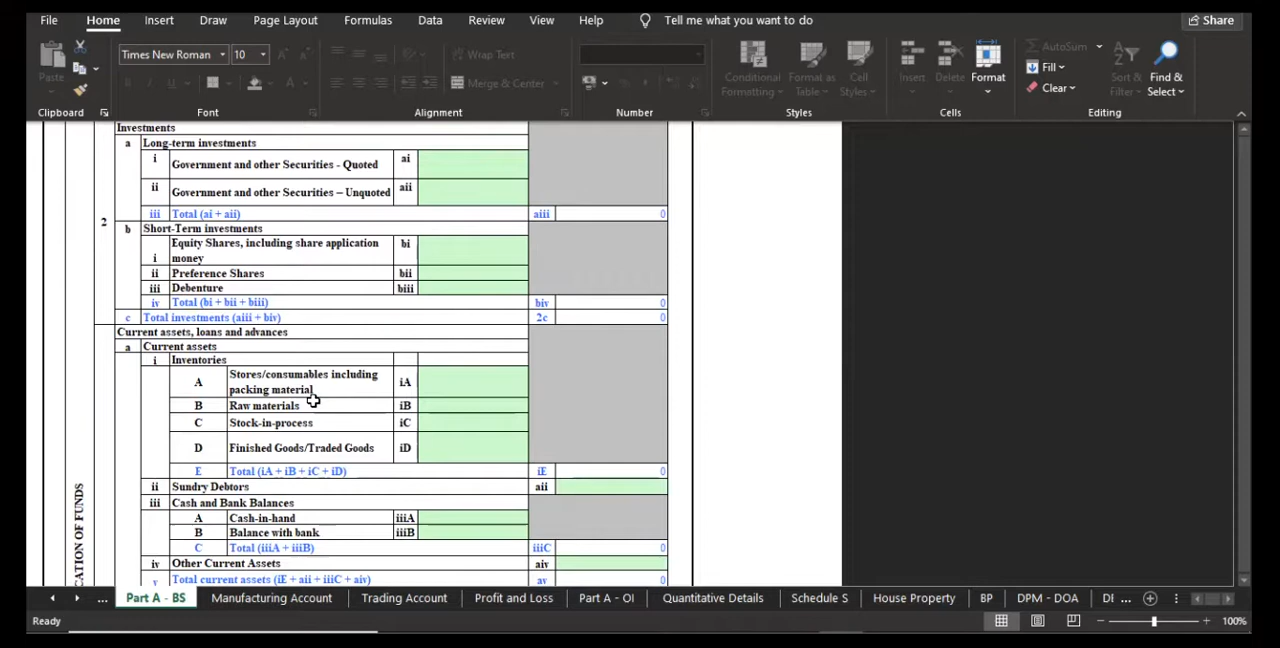 File Home Insert Draw Page Layout Formulas Data Review View Help Tell me what you want to do Share
Times New Roman 10 Wrap Text AutoSum
Paste Conditional Format as Cell Insert Delete Format Fill Sort & Find &
B I U Merge & Center Formatting Table Styles Clear Filter Select
Clipboard Font Alignment Number Styles Cells Editing
Investments
a Long-term investments
i Government and other Securities - Quoted ai
ii Government and other Securities – Unquoted aii
iii Total (ai + aii) aiii 0
2
b Short-Term investments
i Equity Shares, including share application bi
money
ii Preference Shares bii
iii Debenture biii
iv Total (bi + bii + biii) biv 0
c Total investments (aiii + biv) 2c 0
Current assets, loans and advances
a Current assets
i Inventories
A Stores/consumables including iA
packing material
B Raw materials iB
C Stock-in-process iC
D Finished Goods/Traded Goods iD
E Total (iA + iB + iC + iD) iE 0
ii Sundry Debtors aii
iii Cash and Bank Balances
A Cash-in-hand iiiA
B Balance with bank iiiB
C Total (iiiA + iiiB) iiiC 0
iv Other Current Assets aiv
v Total current assets (iE + aii + iiiC + aiv) av 0
CATION OF FUNDS
... Part A - BS Manufacturing Account Trading Account Profit and Loss Part A - OI Quantitative Details Schedule S House Property BP DPM - DOA ...
Ready 100%